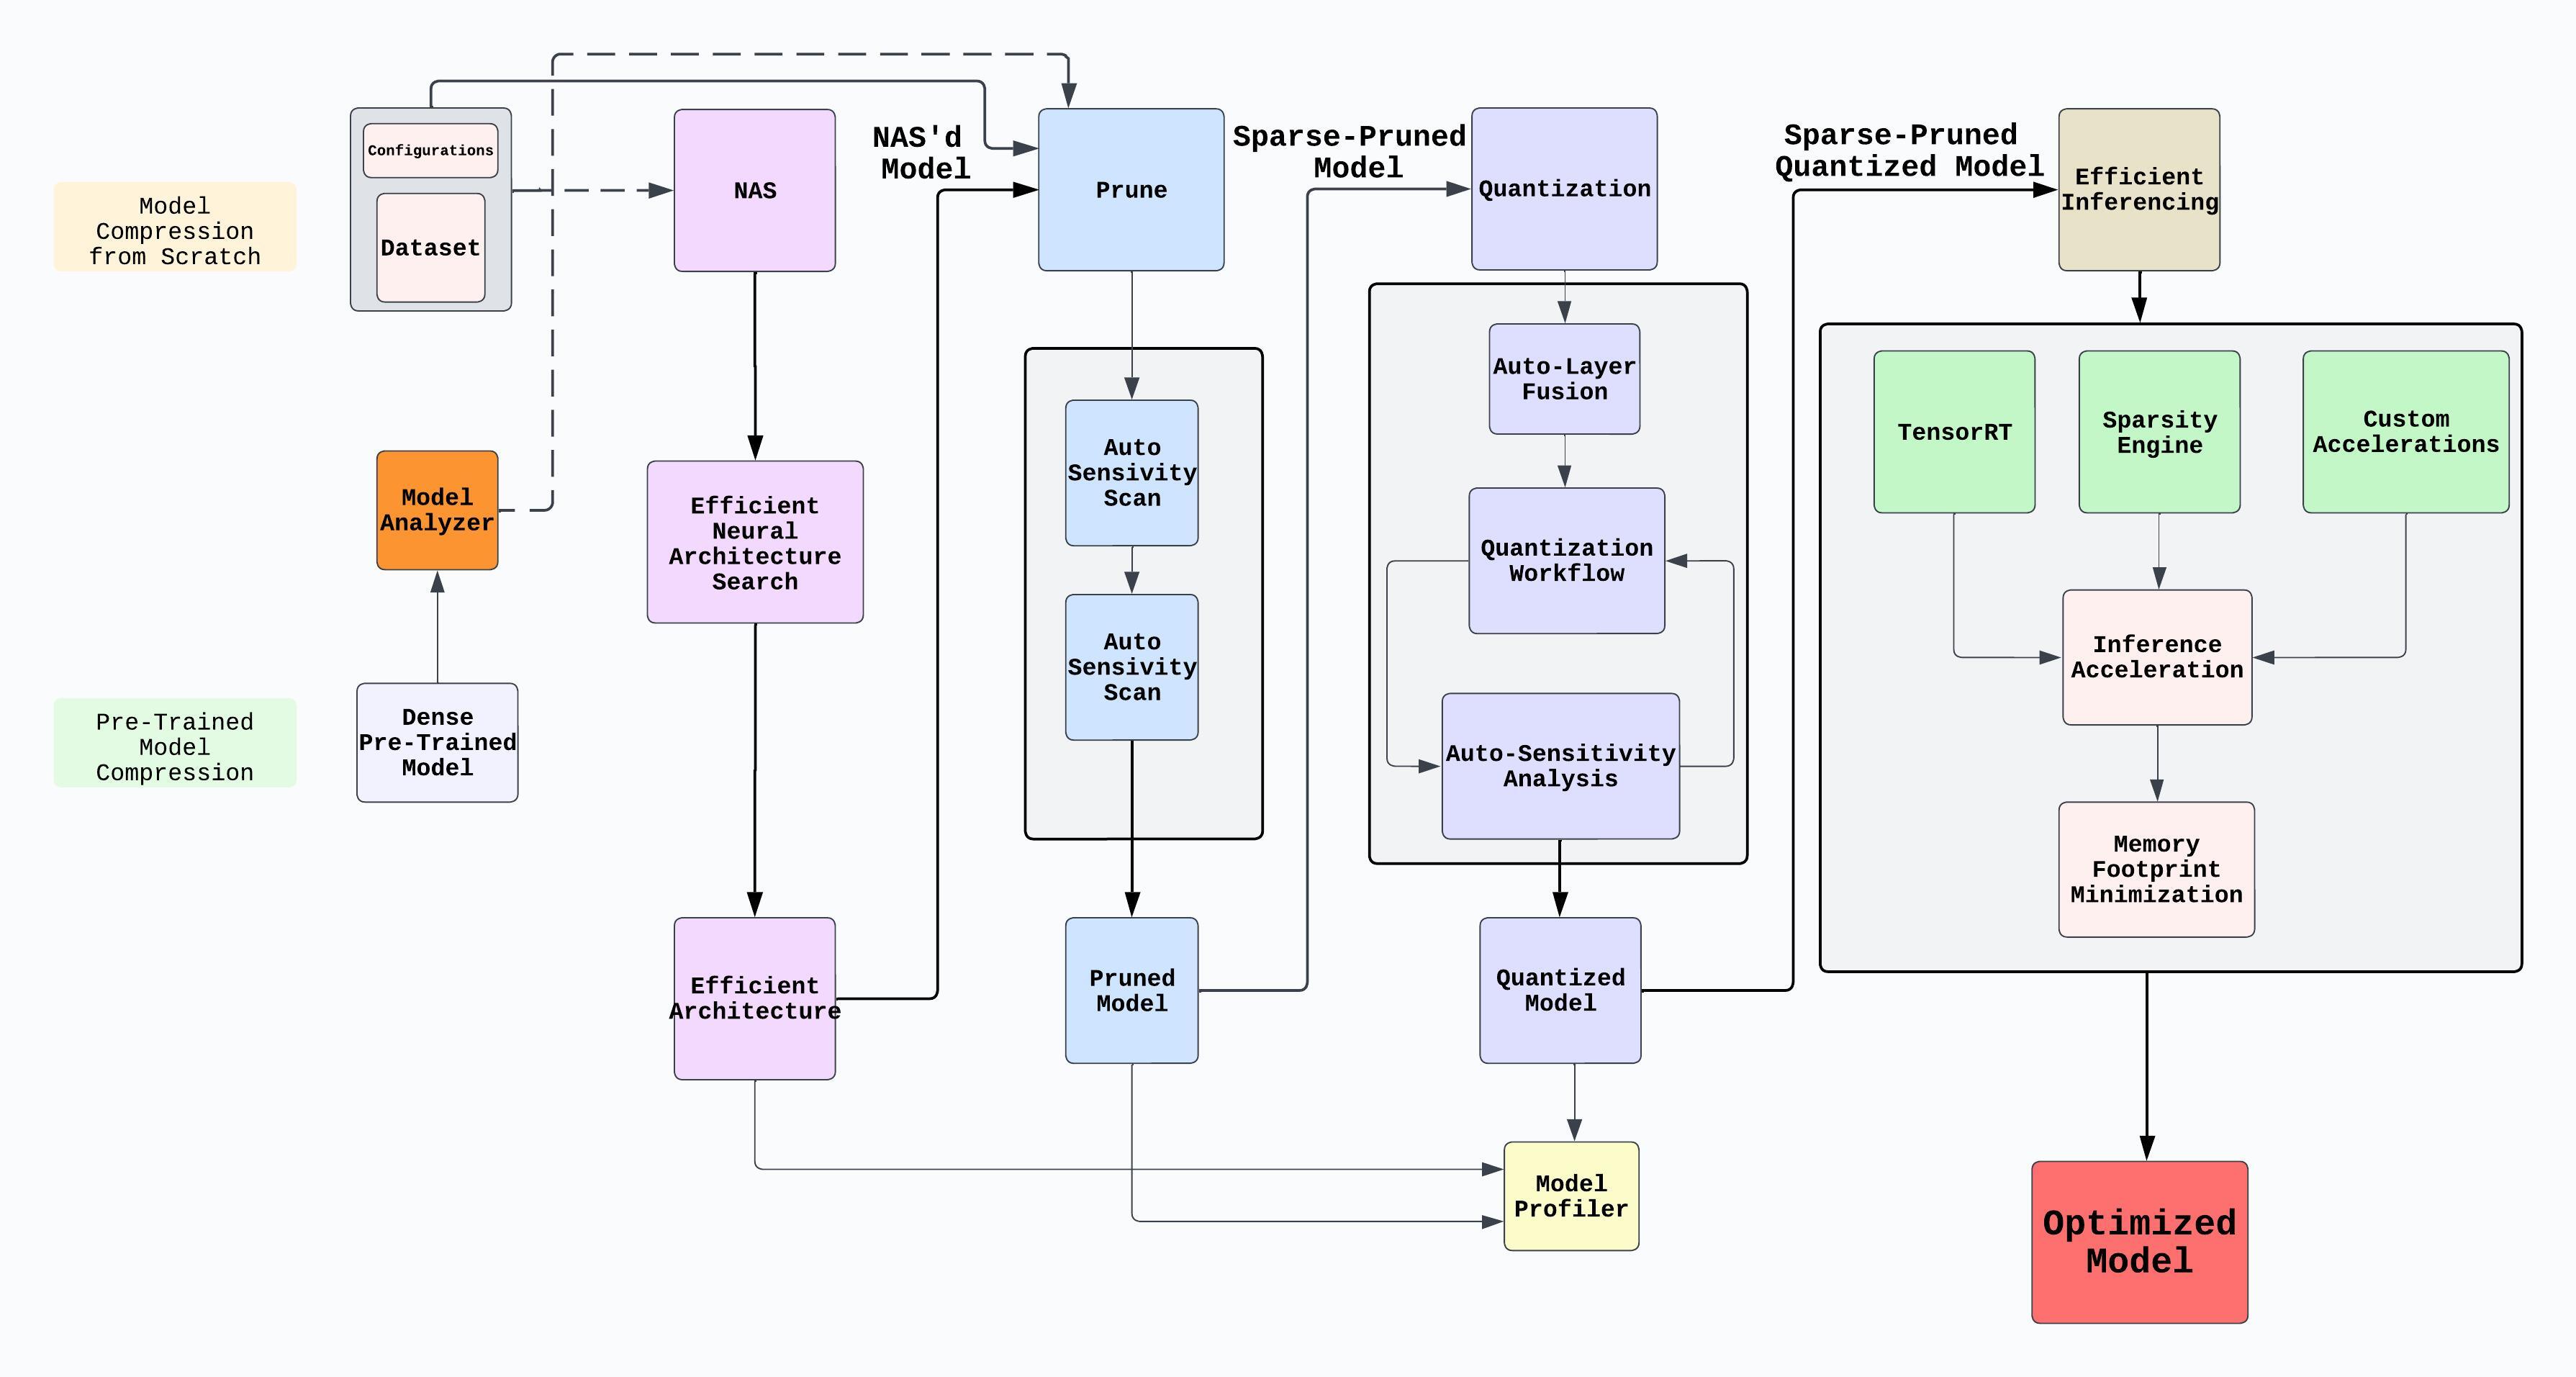 Model
Compression
from Scratch
Configurations
Dataset
NAS
NAS'd
Model
Prune
Sparse-Pruned
Model
Quantization
Sparse-Pruned
Quantized Model
Efficient
Inferencing
Model
Analyzer
Efficient
Neural
Architecture
Search
Auto
Sensivity
Scan
Auto
Sensivity
Scan
Auto-Layer
Fusion
Quantization
Workflow
Auto-Sensitivity
Analysis
TensorRT
Sparsity
Engine
Custom
Accelerations
Inference
Acceleration
Memory
Footprint
Minimization
Pre-Trained
Model
Compression
Dense
Pre-Trained
Model
Efficient
Architecture
Pruned
Model
Quantized
Model
Model
Profiler
Optimized
Model